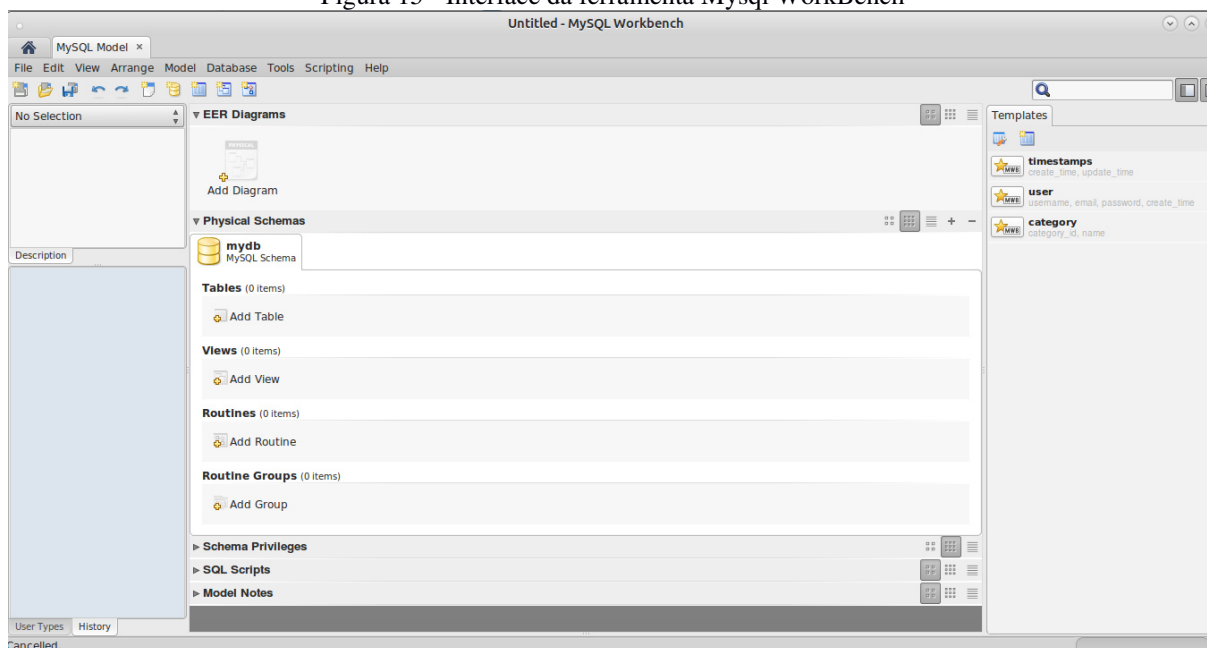 Figura 15 - Interface da ferramenta Mysql WorkBench
Untitled - MySQL Workbench
MySQL Model ×
File Edit View Arrange Model Database Tools Scripting Help
No Selection
Description
User Types History
Cancelled
EER Diagrams
PHYSICAL
Add Diagram
Physical Schemas
mydb
MySQL Schema
Tables (0 items)
Add Table
Views (0 items)
Add View
Routines (0 items)
Add Routine
Routine Groups (0 items)
Add Group
Schema Privileges
SQL Scripts
Model Notes
Templates
MWB
timestamps
create_time, update_time
MWB
user
username, email, password, create_time
MWB
category
category_id, name